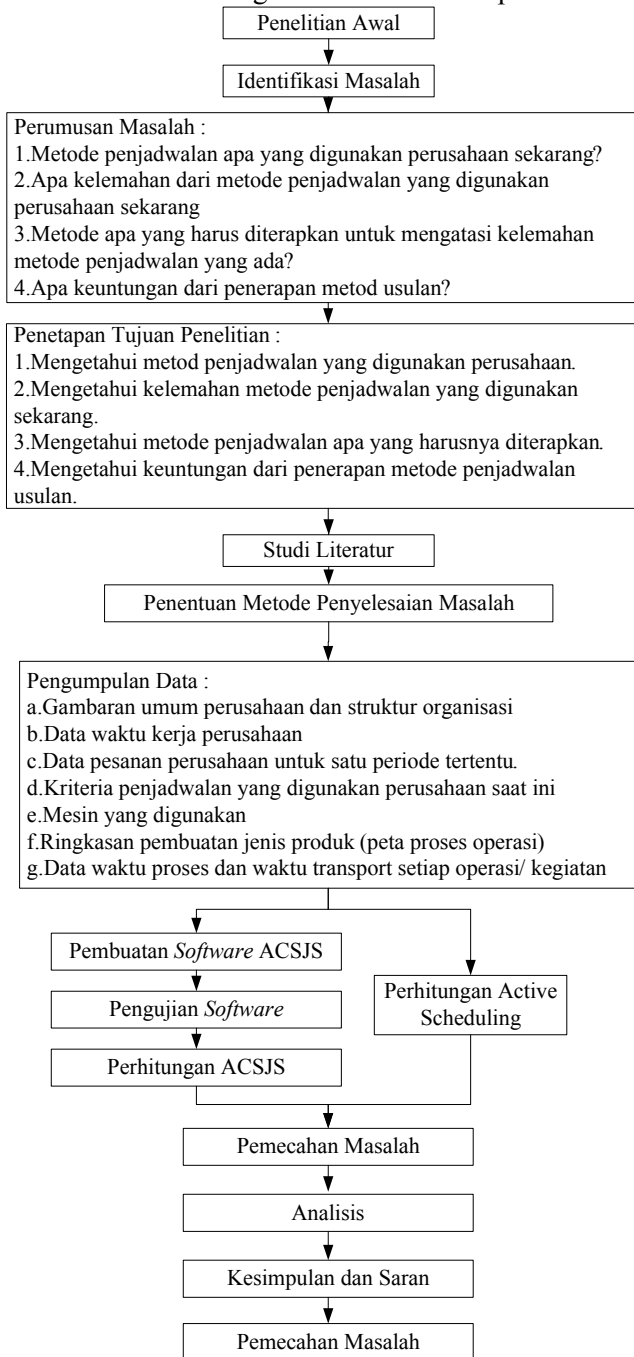 Penelitian Awal
Identifikasi Masalah
Perumusan Masalah :
1.Metode penjadwalan apa yang digunakan perusahaan sekarang?
2.Apa kelemahan dari metode penjadwalan yang digunakan
perusahaan sekarang
3.Metode apa yang harus diterapkan untuk mengatasi kelemahan
metode penjadwalan yang ada?
4.Apa keuntungan dari penerapan metod usulan?
Penetapan Tujuan Penelitian :
1.Mengetahui metod penjadwalan yang digunakan perusahaan.
2.Mengetahui kelemahan metode penjadwalan yang digunakan
sekarang.
3.Mengetahui metode penjadwalan apa yang harusnya diterapkan.
4.Mengetahui keuntungan dari penerapan metode penjadwalan
usulan.
Studi Literatur
Penentuan Metode Penyelesaian Masalah
Pengumpulan Data :
a.Gambaran umum perusahaan dan struktur organisasi
b.Data waktu kerja perusahaan
c.Data pesanan perusahaan untuk satu periode tertentu.
d.Kriteria penjadwalan yang digunakan perusahaan saat ini
e.Mesin yang digunakan
f.Ringkasan pembuatan jenis produk (peta proses operasi)
g.Data waktu proses dan waktu transport setiap operasi/ kegiatan
Pembuatan Software ACSJS
Pengujian Software
Perhitungan ACSJS
Perhitungan Active
Scheduling
Pemecahan Masalah
Analisis
Kesimpulan dan Saran
Pemecahan Masalah